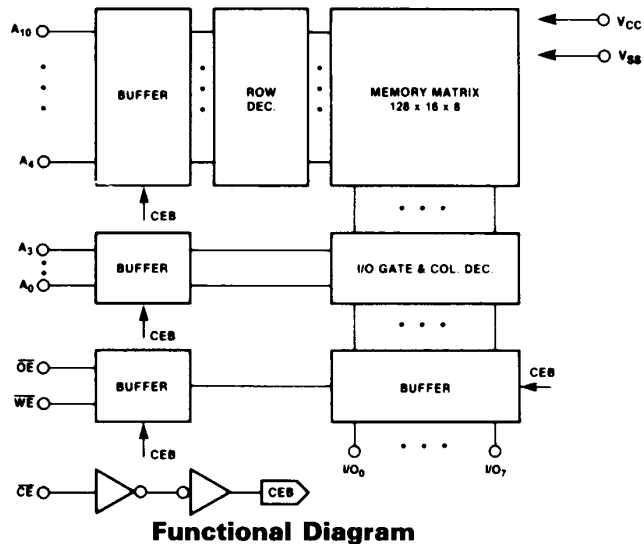 A10
VCC
VSS
BUFFER
ROW
DEC.
MEMORY MATRIX
128 x 16 x 8
A4
CEB
A3
BUFFER
I/O GATE & COL. DEC.
A0
CEB
OE
BUFFER
BUFFER
CEB
WE
CEB
I/O0
I/O7
CE
CEB
Functional Diagram